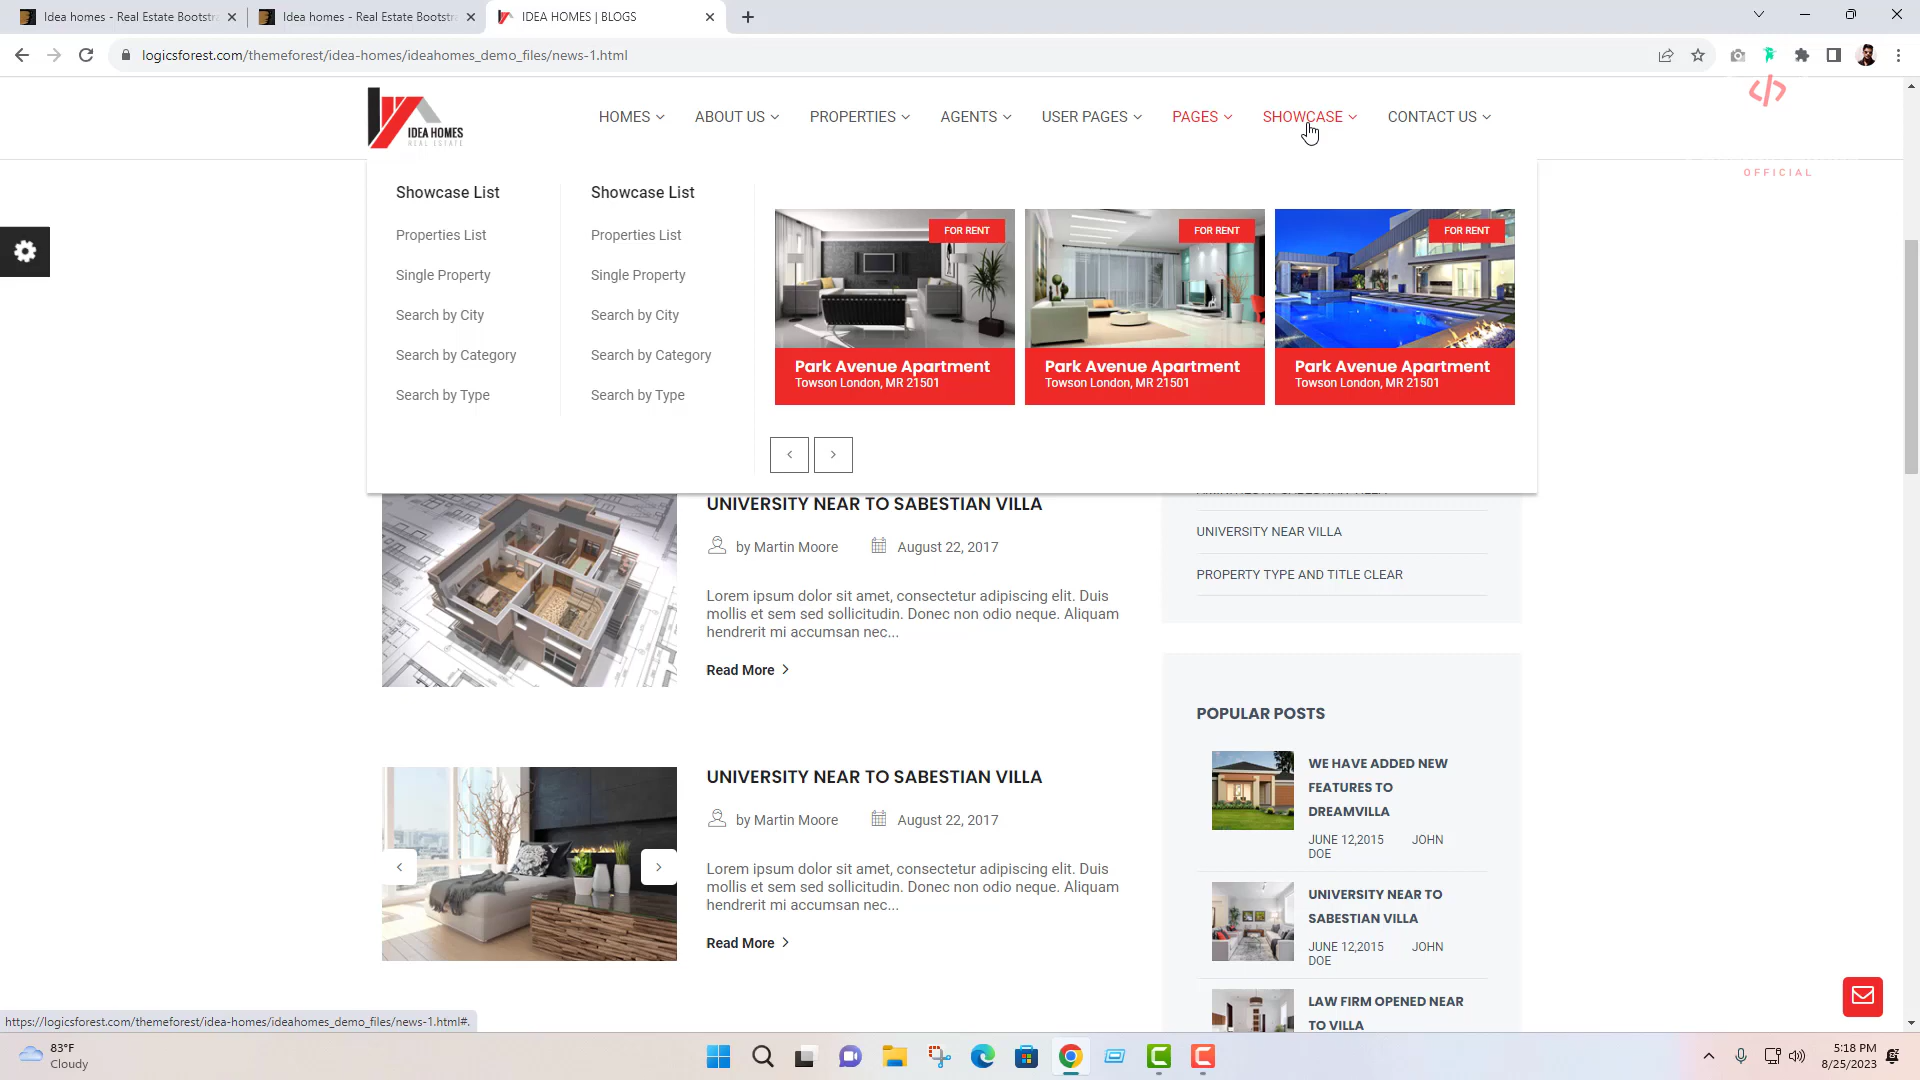 Idea homes - Real Estate Bootstr
Idea homes - Real Estate Bootstra
IDEA HOMES | BLOGS
logicsforest.com/themeforest/idea-homes/ideahomes_demo_files/news-1.html
IDEA HOMES
REAL ESTATE
HOMES
ABOUT US
PROPERTIES
AGENTS
USER PAGES
PAGES
SHOWCASE
CONTACT US
</>
OFFICIAL
Showcase List
Properties List
Single Property
Search by City
Search by Category
Search by Type
Showcase List
Properties List
Single Property
Search by City
Search by Category
Search by Type
FOR RENT
Park Avenue Apartment
Towson London, MR 21501
FOR RENT
Park Avenue Apartment
Towson London, MR 21501
FOR RENT
Park Avenue Apartment
Towson London, MR 21501
UNIVERSITY NEAR TO SABESTIAN VILLA
by Martin Moore
August 22, 2017
Lorem ipsum dolor sit amet, consectetur adipiscing elit. Duis
mollis et sem sed sollicitudin. Donec non odio neque. Aliquam
hendrerit mi accumsan nec...
Read More
UNIVERSITY NEAR TO SABESTIAN VILLA
by Martin Moore
August 22, 2017
Lorem ipsum dolor sit amet, consectetur adipiscing elit. Duis
mollis et sem sed sollicitudin. Donec non odio neque. Aliquam
hendrerit mi accumsan nec...
Read More
UNIVERSITY NEAR VILLA
PROPERTY TYPE AND TITLE CLEAR
POPULAR POSTS
WE HAVE ADDED NEW
FEATURES TO
DREAMVILLA
JUNE 12,2015 JOHN
DOE
UNIVERSITY NEAR TO
SABESTIAN VILLA
JUNE 12,2015 JOHN
DOE
LAW FIRM OPENED NEAR
TO VILLA
https://logicsforest.com/themeforest/idea-homes/ideahomes_demo_files/news-1.html#.
83°F
Cloudy
5:18 PM
8/25/2023